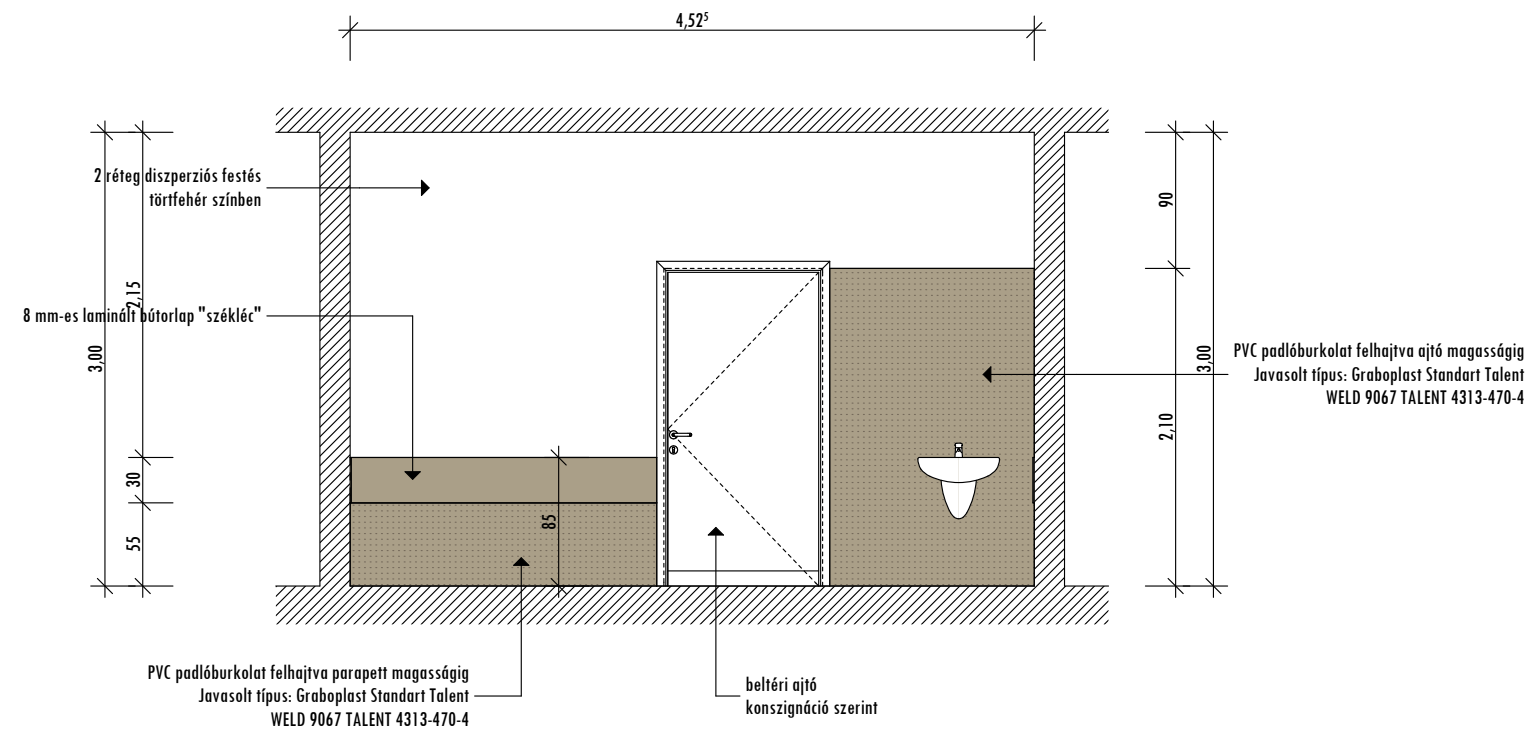 4,52⁵
2 réteg diszperziós festés
törtfehér színben
90
2,15
8 mm-es laminált bútorlap "székléc"
3,00
3,00
PVC padlóburkolat felhajtva ajtó magasságig
Javasolt típus: Graboplast Standart Talent
WELD 9067 TALENT 4313-470-4
2,10
30
85
55
PVC padlóburkolat felhajtva parapett magasságig
Javasolt típus: Graboplast Standart Talent
WELD 9067 TALENT 4313-470-4
beltéri ajtó
konszignáció szerint